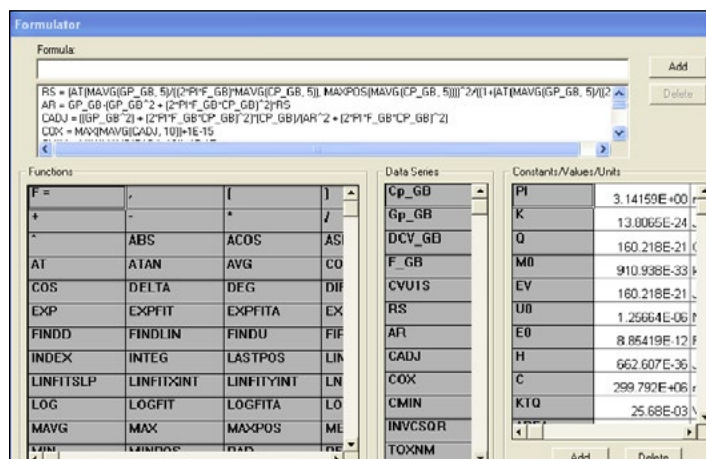 Formulator
Formula:
Add
Delete
RS = (AT(MAVG(GP_GB, 5)/((2*PI*F_GB)*MAVG(CP_GB, 5)), MAXPOS(MAVG(CP_GB, 5))))^2/((1+(AT(MAVG(GP_GB, 5)/((2
AR = GP_GB-(GP_GB^2 + (2*PI*F_GB*CP_GB)^2)*RS
CADJ = ((GP_GB^2) + (2*PI*F_GB*CP_GB)^2)*(CP_GB)/(AR^2 + (2*PI*F_GB*CP_GB)^2)
COX = MAX(MAVG(CADJ, 10))+1E-15
Functions
Data Series
Constants/Values/Units
F = , ( )
+ - * /
^ ABS ACOS ASI
AT ATAN AVG CO
COS DELTA DEG DIF
EXP EXPFIT EXPFITA EX
FINDD FINDLIN FINDU FIR
INDEX INTEG LASTPOS LIN
LINFITSLP LINFITXINT LINFITYINT LN
LOG LOGFIT LOGFITA LO
MAVG MAX MAXPOS ME
MIN MINPOS
Cp_GB
Gp_GB
DCV_GB
F_GB
CVU1S
RS
AR
CADJ
COX
CMIN
INVCSQR
TOXNM
PI 3.14159E+00
K 13.8065E-24
Q 160.218E-21
M0 910.938E-33
EV 160.218E-21
U0 1.25664E-06
E0 8.85419E-12
H 662.607E-36
C 299.792E+06
KTQ 25.68E-03
Add Delete